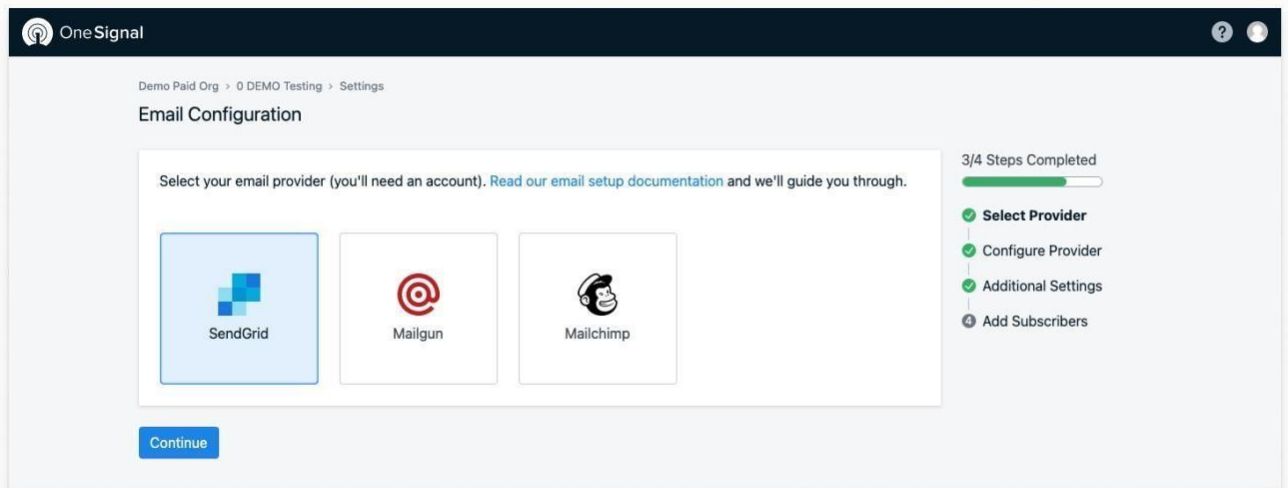 OneSignal
?
Demo Paid Org > 0 DEMO Testing > Settings
Email Configuration
Select your email provider (you'll need an account). Read our email setup documentation and we'll guide you through.
SendGrid
Mailgun
Mailchimp
Continue
3/4 Steps Completed
Select Provider
Configure Provider
Additional Settings
4 Add Subscribers